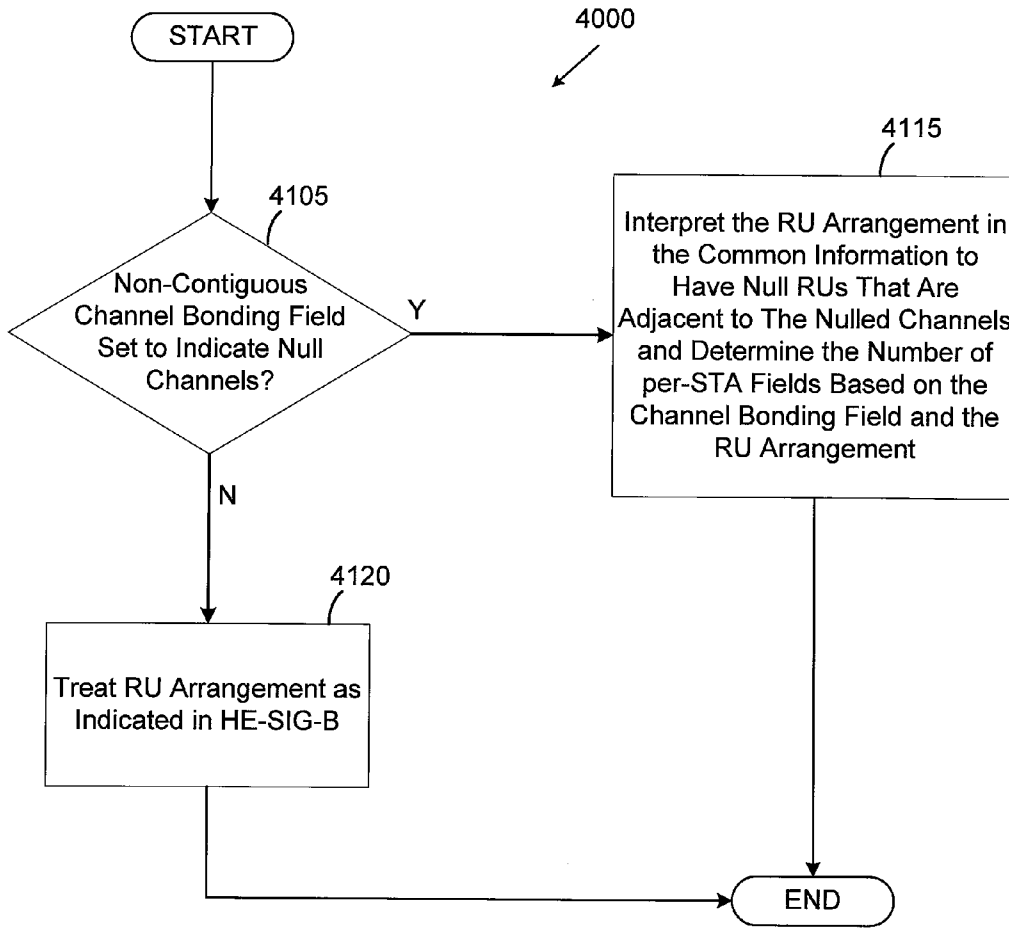 START
4000
4115
4105
Non-Contiguous
Channel Bonding Field
Set to Indicate Null
Channels?
Y
Interpret the RU Arrangement in
the Common Information to
Have Null RUs That Are
Adjacent to The Nulled Channels
and Determine the Number of
per-STA Fields Based on the
Channel Bonding Field and the
RU Arrangement
N
4120
Treat RU Arrangement as
Indicated in HE-SIG-B
END